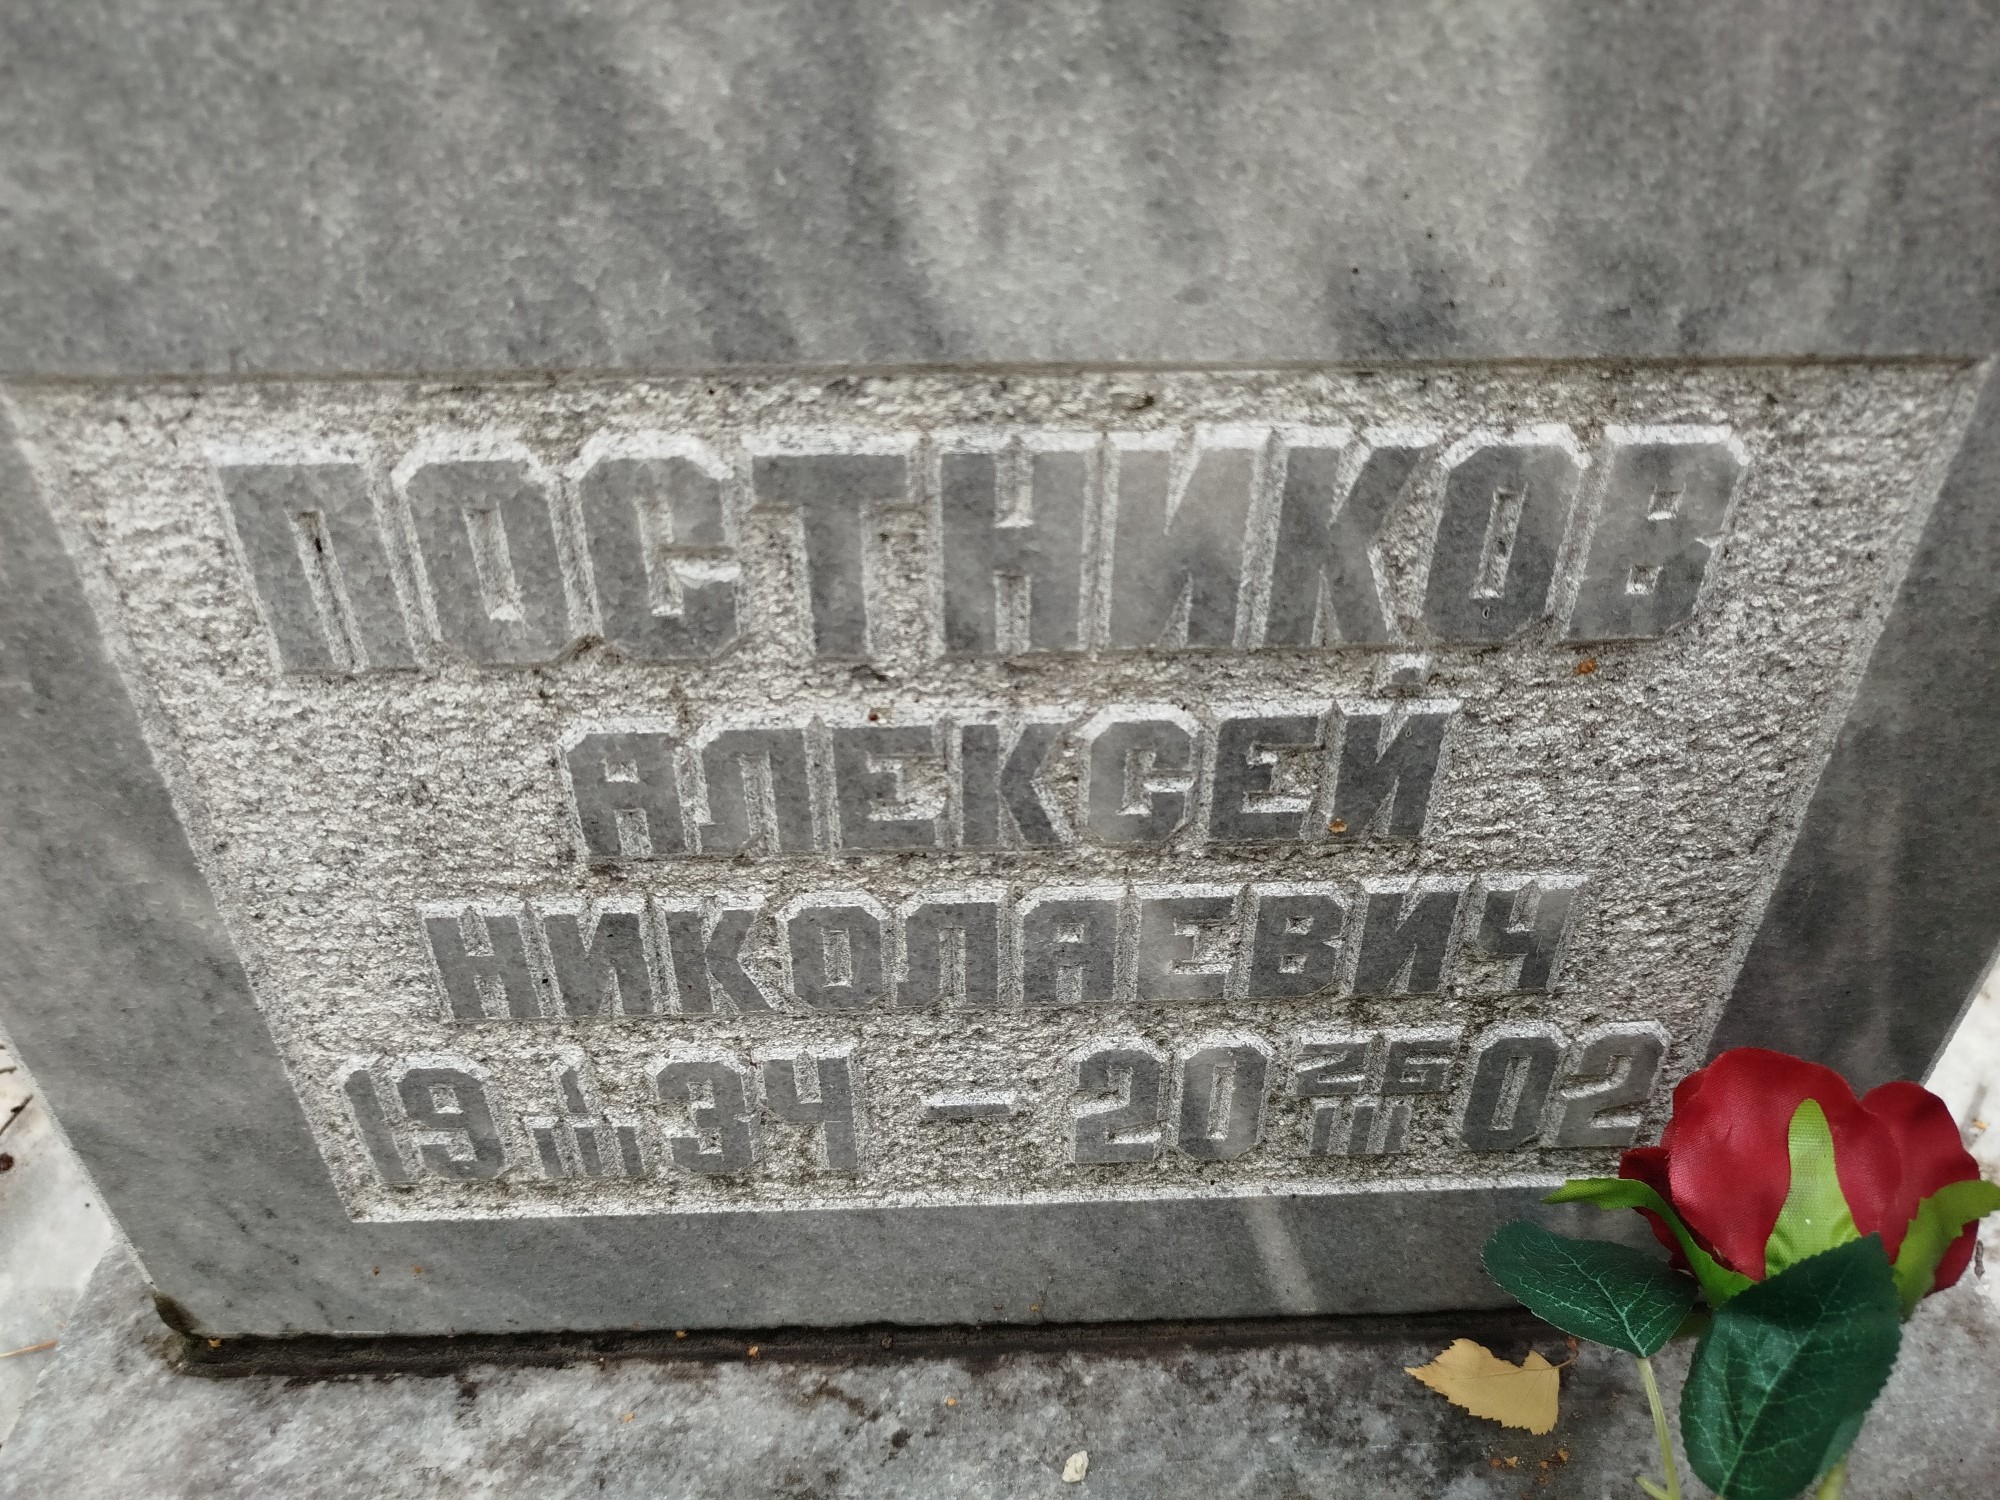 ПОСТНИКОВ
АЛЕКСЕЙ
НИКОЛАЕВИЧ
19 1/III 34 – 20 26/III 02